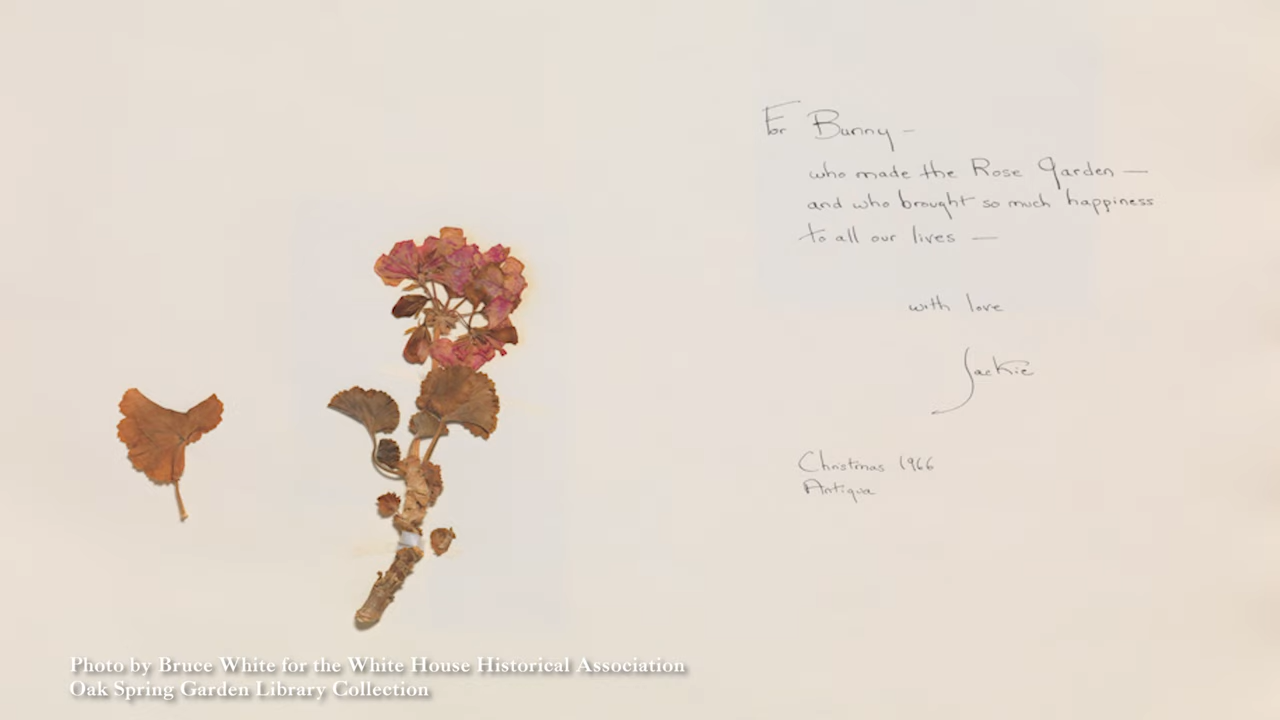 For Bunny —
who made the Rose Garden —
and who brought so much happiness
to all our lives —
with love
Jackie
Christmas 1966
Antigua
Photo by Bruce White for the White House Historical Association
Oak Spring Garden Library Collection